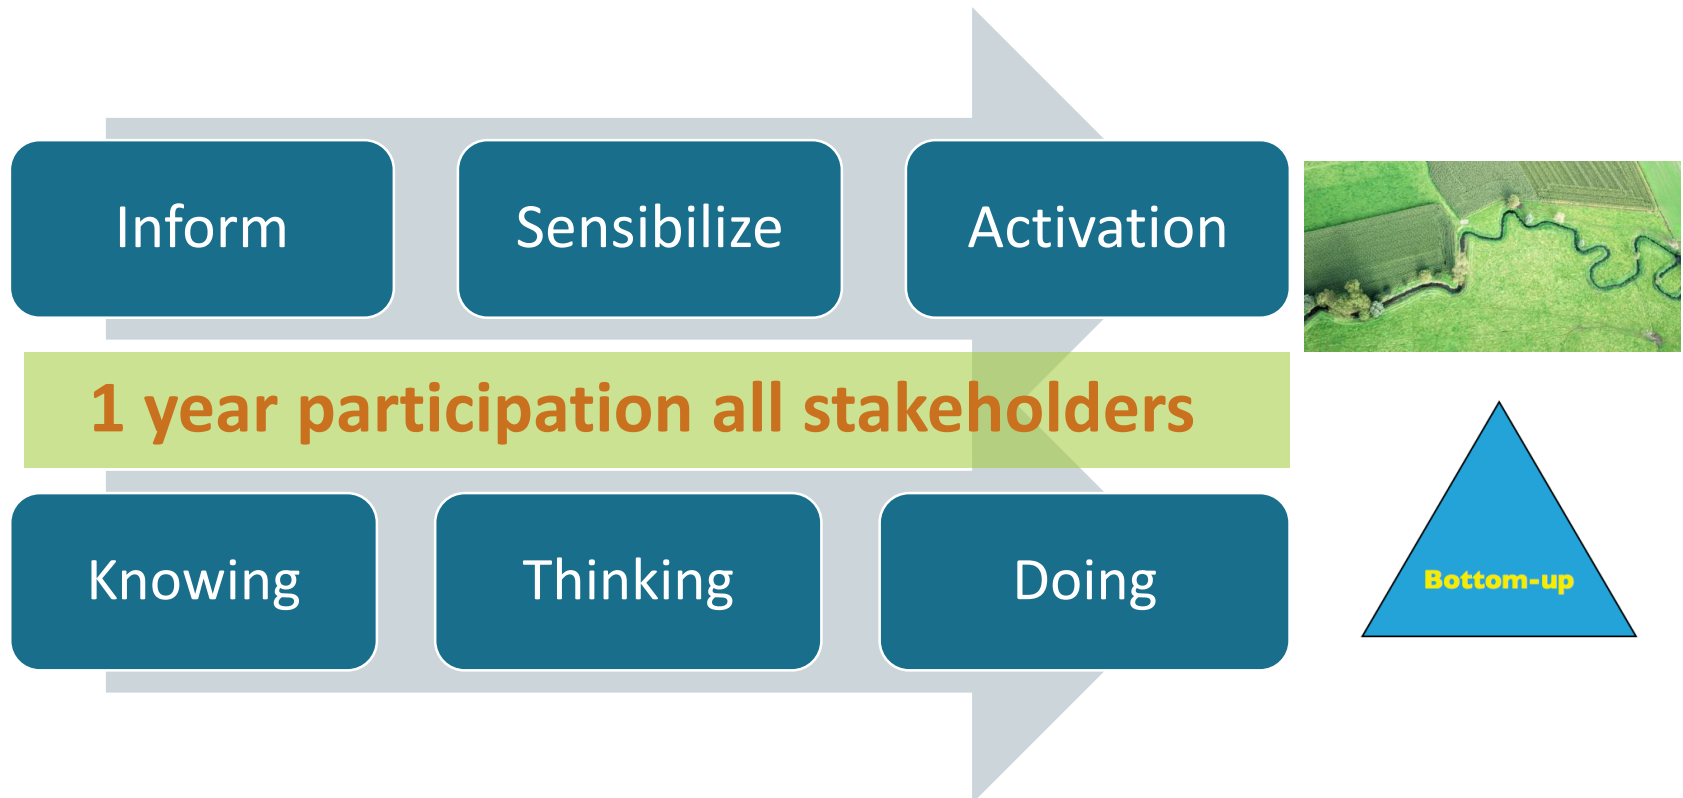 Inform
Sensibilize
Activation
1 year participation all stakeholders
Knowing
Thinking
Doing
Bottom-up